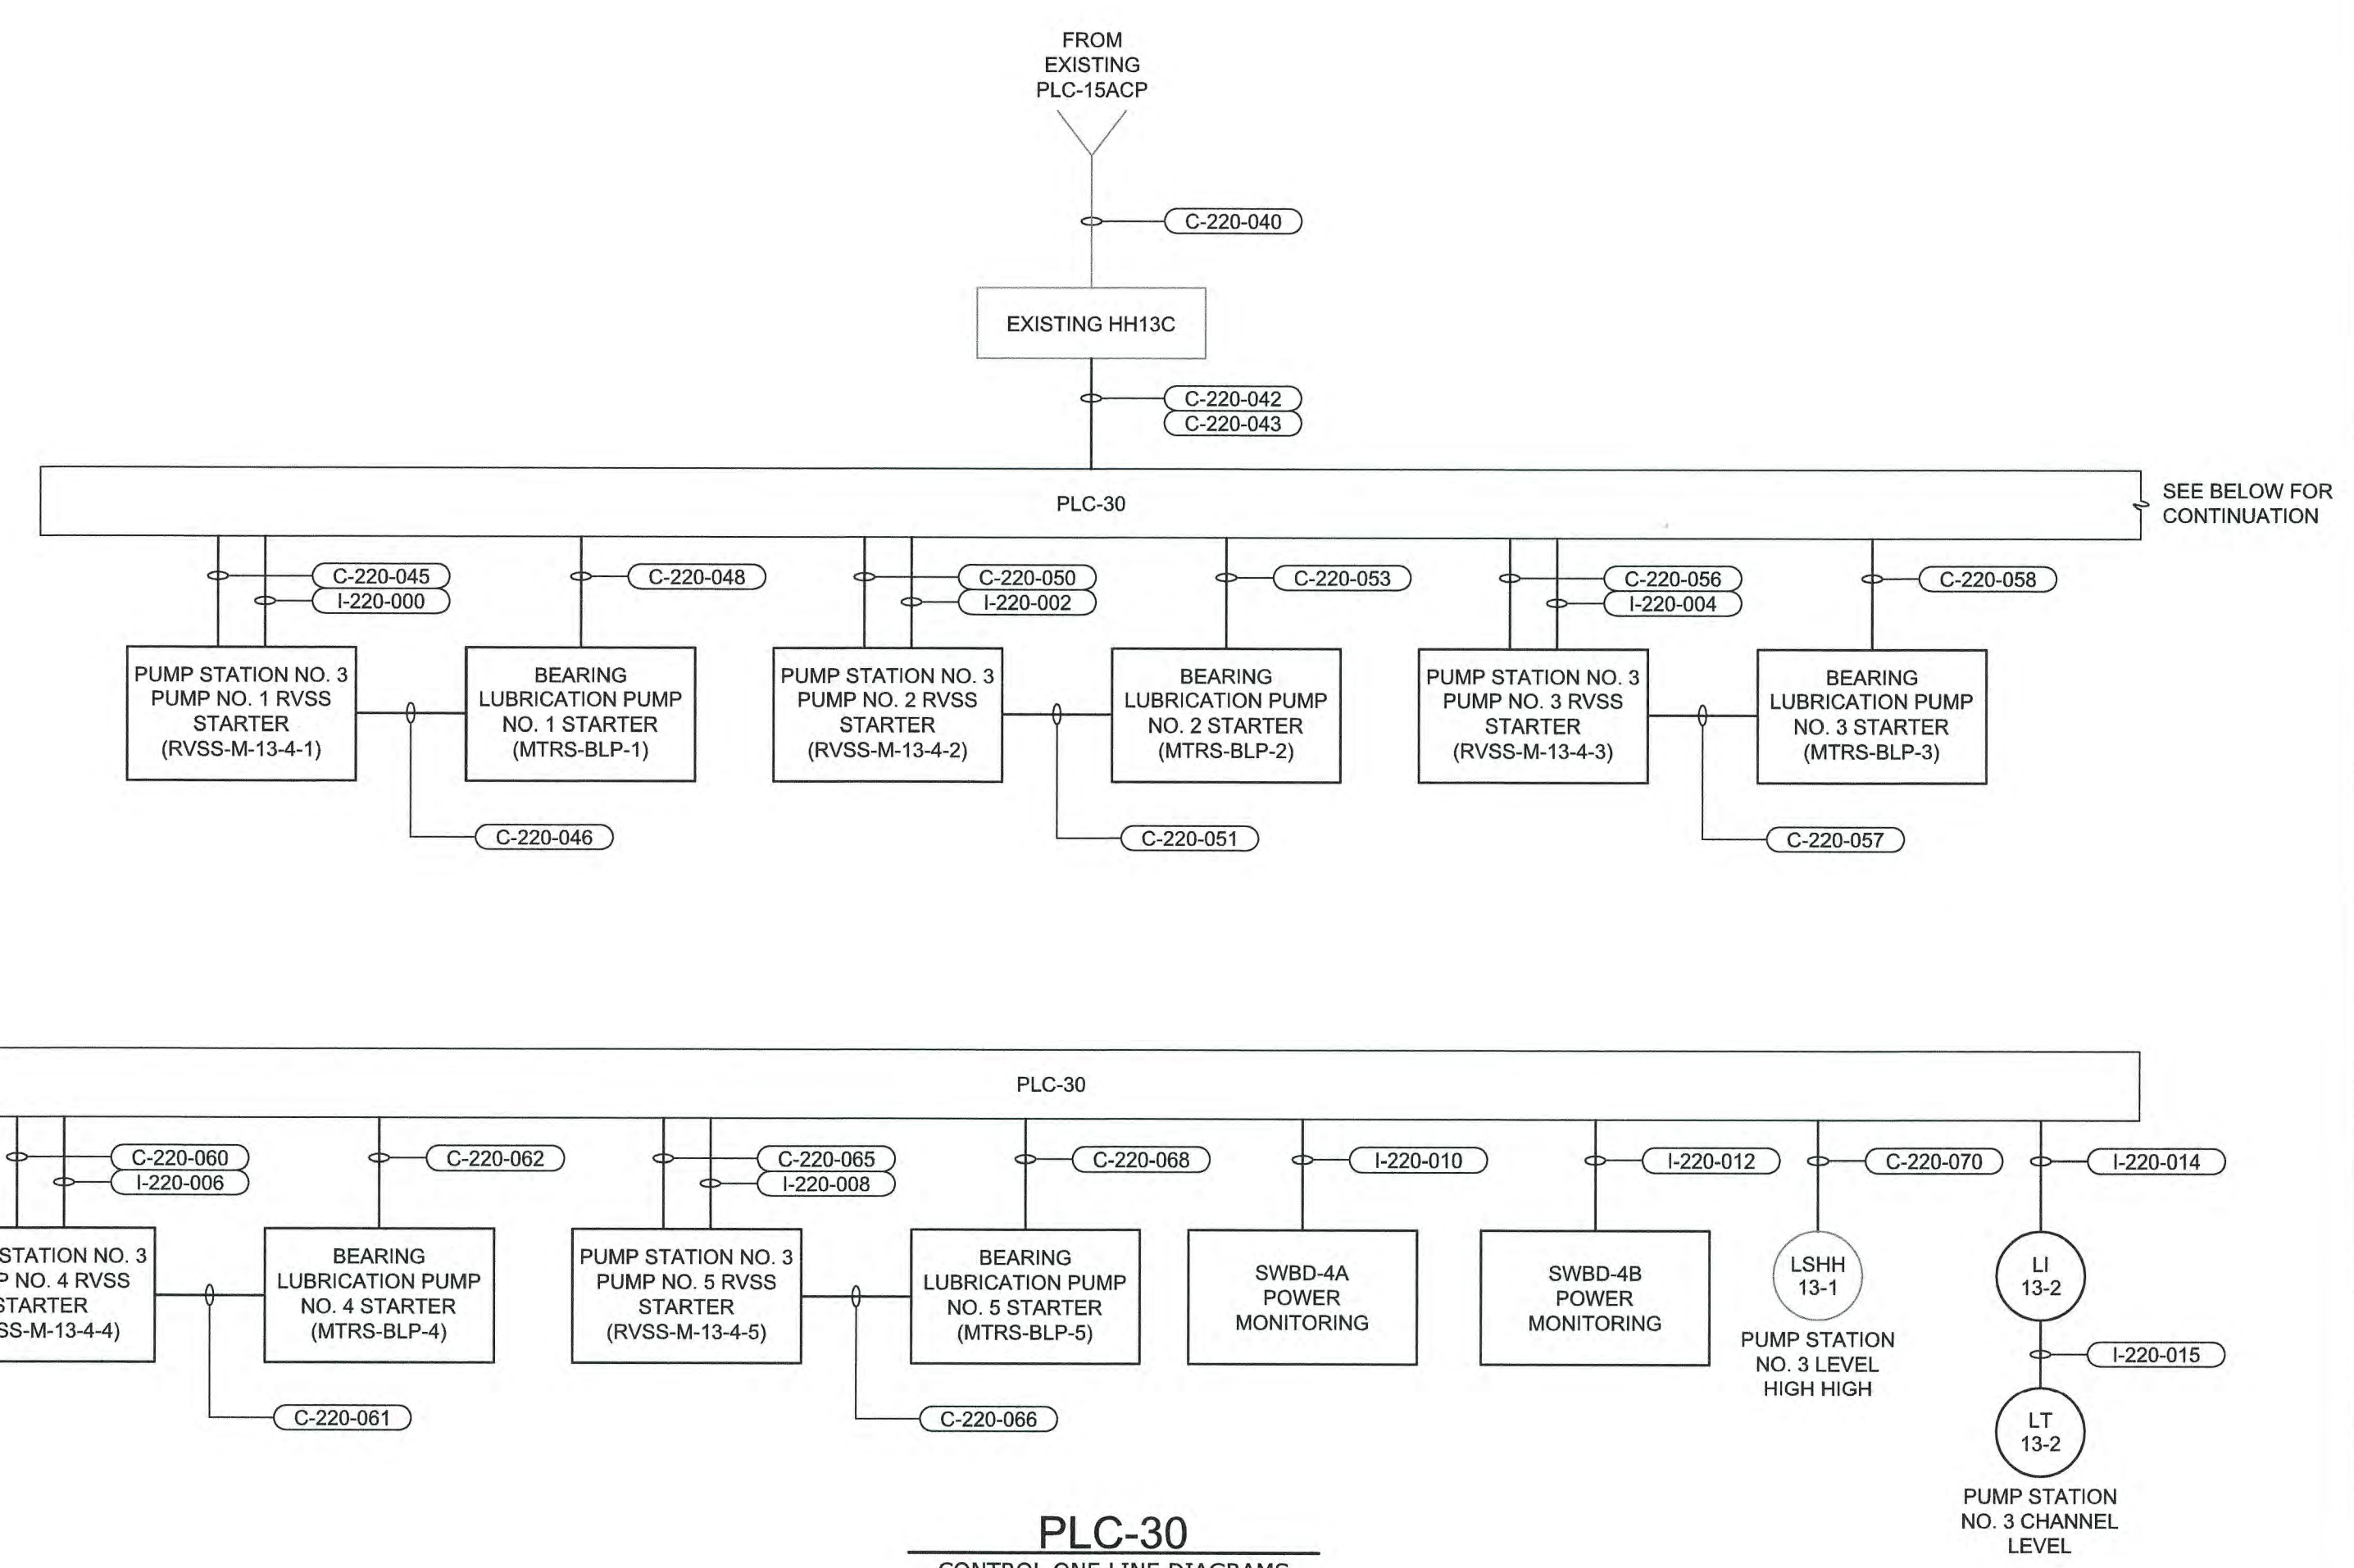 FROM
EXISTING
PLC-15ACP
C-220-040
EXISTING HH13C
C-220-042
C-220-043
PLC-30
SEE BELOW FOR
CONTINUATION
C-220-045
I-220-000
C-220-048
C-220-050
I-220-002
C-220-053
C-220-056
I-220-004
C-220-058
PUMP STATION NO. 3
PUMP NO. 1 RVSS
STARTER
(RVSS-M-13-4-1)
BEARING
LUBRICATION PUMP
NO. 1 STARTER
(MTRS-BLP-1)
PUMP STATION NO. 3
PUMP NO. 2 RVSS
STARTER
(RVSS-M-13-4-2)
BEARING
LUBRICATION PUMP
NO. 2 STARTER
(MTRS-BLP-2)
PUMP STATION NO. 3
PUMP NO. 3 RVSS
STARTER
(RVSS-M-13-4-3)
BEARING
LUBRICATION PUMP
NO. 3 STARTER
(MTRS-BLP-3)
C-220-046
C-220-051
C-220-057
PLC-30
C-220-060
I-220-006
C-220-062
C-220-065
I-220-008
C-220-068
I-220-010
I-220-012
C-220-070
I-220-014
STATION NO. 3
P NO. 4 RVSS
STARTER
SS-M-13-4-4)
BEARING
LUBRICATION PUMP
NO. 4 STARTER
(MTRS-BLP-4)
PUMP STATION NO. 3
PUMP NO. 5 RVSS
STARTER
(RVSS-M-13-4-5)
BEARING
LUBRICATION PUMP
NO. 5 STARTER
(MTRS-BLP-5)
SWBD-4A
POWER
MONITORING
SWBD-4B
POWER
MONITORING
LSHH
13-1
PUMP STATION
NO. 3 LEVEL
HIGH HIGH
LI
13-2
I-220-015
LT
13-2
PUMP STATION
NO. 3 CHANNEL
LEVEL
C-220-061
C-220-066
PLC-30
CONTROL ONE LINE DIAGRAMS